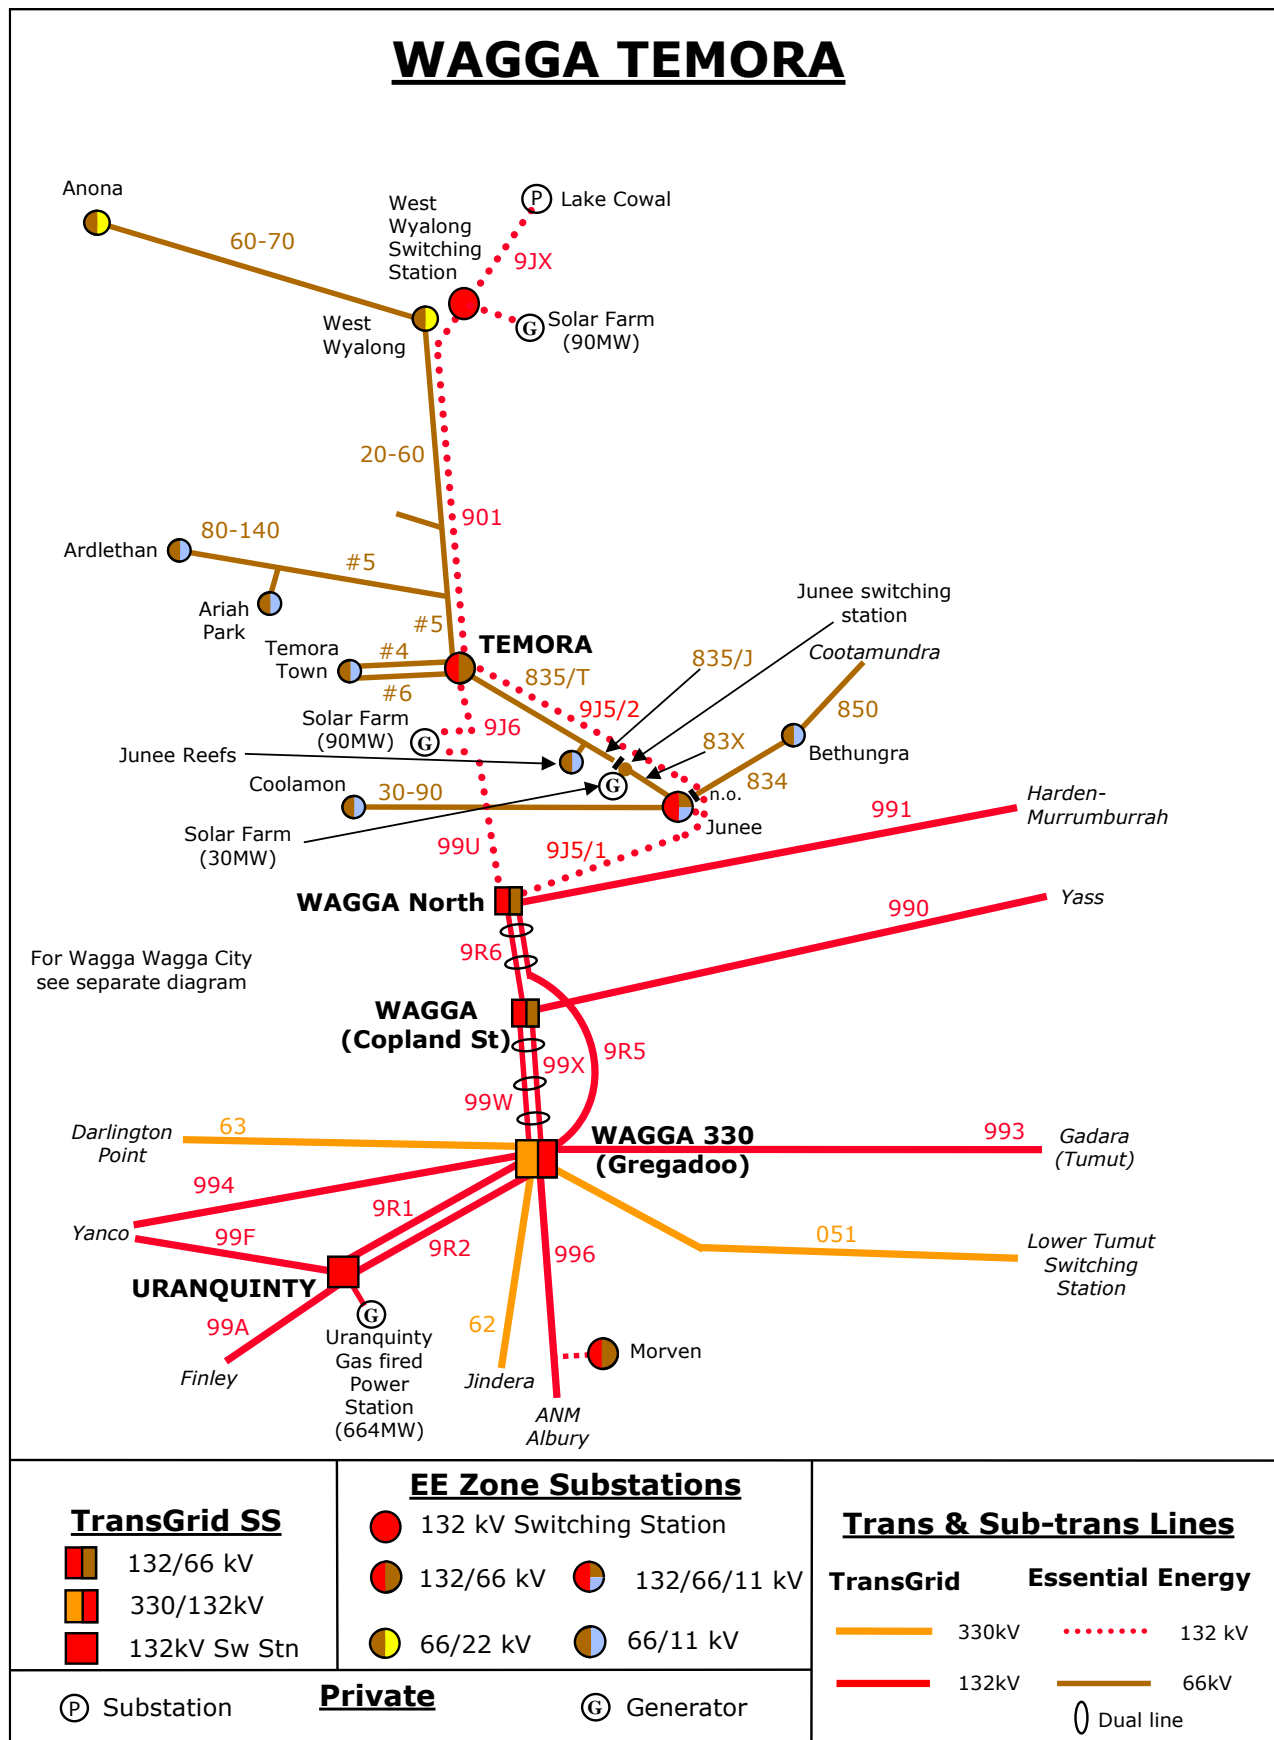 WAGGA TEMORA
Anona
60-70
West
Wyalong
Switching
Station
P
Lake Cowal
9JX
G
Solar Farm
(90MW)
West
Wyalong
20-60
901
80-140
Ardlethan
#5
Ariah
Park
#5
Junee switching
station
Temora
Town
#4
#6
TEMORA
835/T
835/J
Cootamundra
Solar Farm
(90MW)
G
9J6
9J5/2
850
83X
Bethungra
Junee Reefs
G
834
Coolamon
30-90
n.o.
Junee
Solar Farm
(30MW)
99U
9J5/1
991
Harden-
Murrumburrah
WAGGA North
990
Yass
9R6
For Wagga Wagga City
see separate diagram
WAGGA
(Copland St)
9R5
99X
99W
Darlington
Point
63
WAGGA 330
(Gregadoo)
993
Gadara
(Tumut)
994
9R1
Yanco
99F
9R2
996
051
Lower Tumut
Switching
Station
URANQUINTY
99A
G
Uranquinty
Gas fired
Power
Station
(664MW)
62
Finley
Jindera
Morven
ANM
Albury
TransGrid SS
132/66 kV
330/132kV
132kV Sw Stn
EE Zone Substations
132 kV Switching Station
132/66 kV
132/66/11 kV
66/22 kV
66/11 kV
Private
P
Substation
G
Generator
Trans & Sub-trans Lines
TransGrid
Essential Energy
330kV
132 kV
132kV
66kV
Dual line